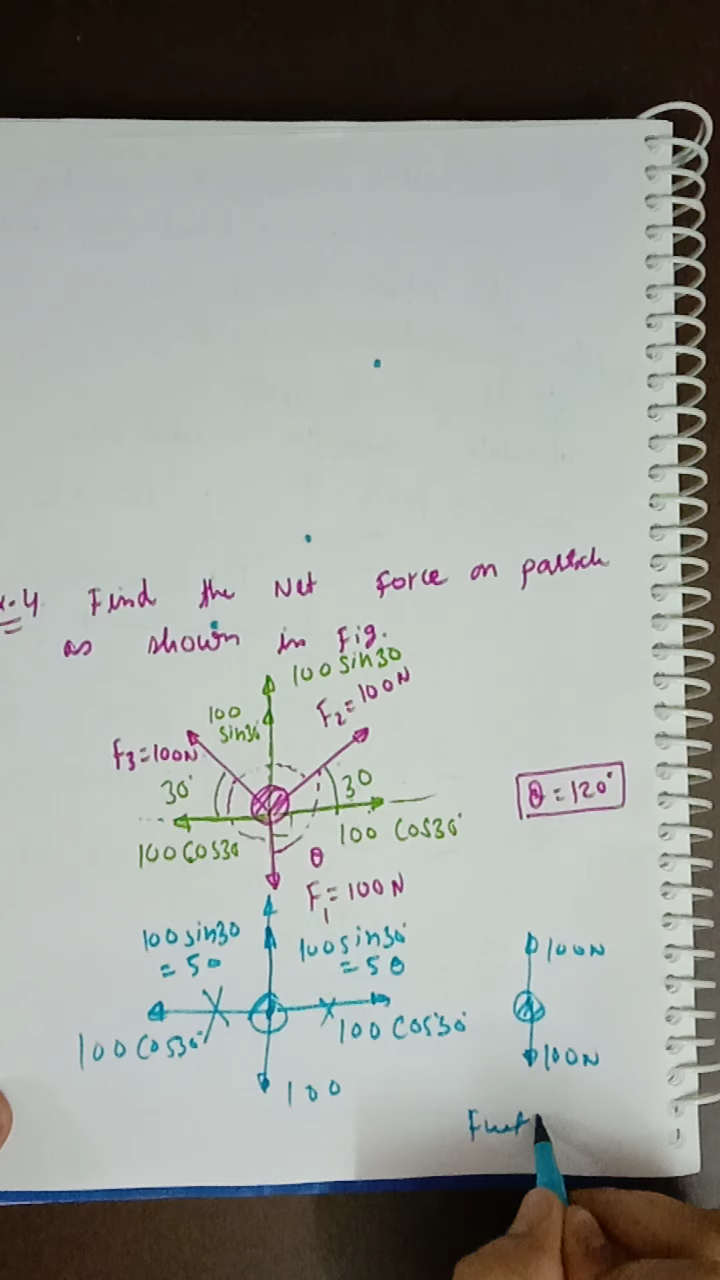 x-4 Find the Net Force on particle
as shown in Fig.
100 sin30
100
sin30°
F2=100N
F3=100N
30°
30
θ = 120°
100 Cos30
100 Cos30°
θ
F1=100N
100 sin30
= 50
100 sin30°
= 50
100N
100 Cos30°
100 Cos30°
100N
100
Fnet